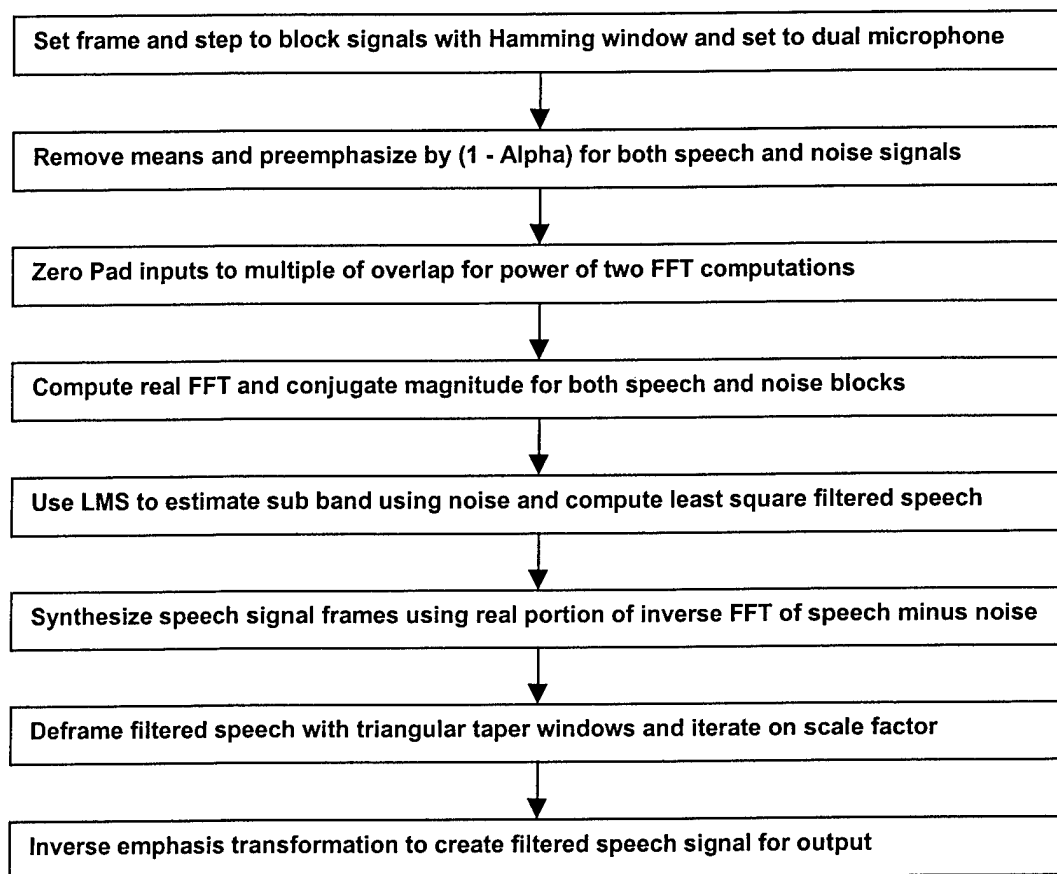 Set frame and step to block signals with Hamming window and set to dual microphone
Remove means and preemphasize by (1 - Alpha) for both speech and noise signals
Zero Pad inputs to multiple of overlap for power of two FFT computations
Compute real FFT and conjugate magnitude for both speech and noise blocks
Use LMS to estimate sub band using noise and compute least square filtered speech
Synthesize speech signal frames using real portion of inverse FFT of speech minus noise
Deframe filtered speech with triangular taper windows and iterate on scale factor
Inverse emphasis transformation to create filtered speech signal for output